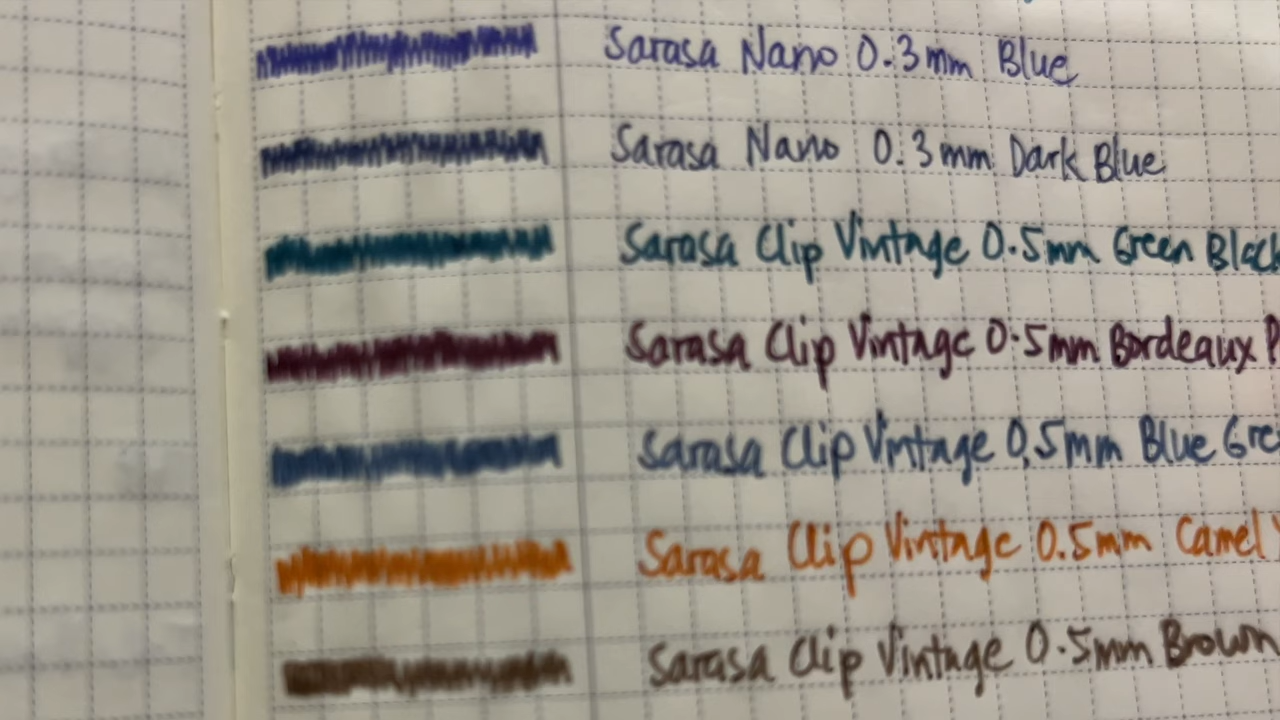 Sarasa Nano 0.3mm Blue
Sarasa Nano 0.3mm Dark Blue
Sarasa Clip Vintage 0.5mm Green Black
Sarasa Clip Vintage 0.5mm Bordeaux
Sarasa Clip Vintage 0.5mm Blue
Sarasa Clip Vintage 0.5mm Camel
Sarasa Clip Vintage 0.5mm Brown